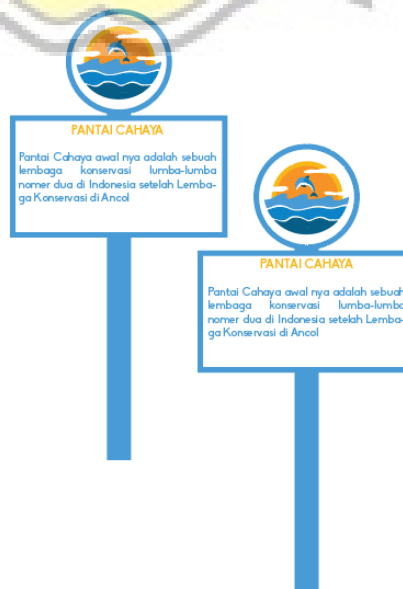 PANTAI CAHAYA
Pantai Cahaya awal nya adalah sebuah
lembaga konservasi lumba-lumba
nomer dua di Indonesia setelah Lemba-
ga Konservasi di Ancol
PANTAI CAHAYA
Pantai Cahaya awal nya adalah sebuah
lembaga konservasi lumba-lumba
nomer dua di Indonesia setelah Lemba-
ga Konservasi di Ancol